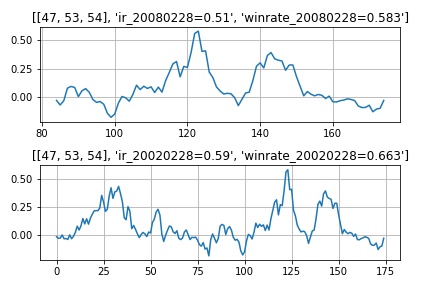 [[47, 53, 54], 'ir_20080228=0.51', 'winrate_20080228=0.583']
0.50
0.25
0.00
80 100 120 140 160
[[47, 53, 54], 'ir_20020228=0.59', 'winrate_20020228=0.663']
0.50
0.25
0.00
0 25 50 75 100 125 150 175